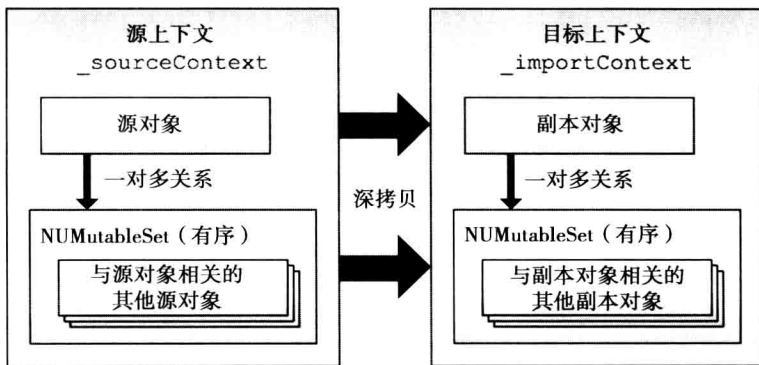 源上下文
_sourceContext
源对象
一对多关系
NUMutableSet（有序）
与源对象相关的
其他源对象
深拷贝
目标上下文
_importContext
副本对象
一对多关系
NUMutableSet（有序）
与副本对象相关的
其他副本对象